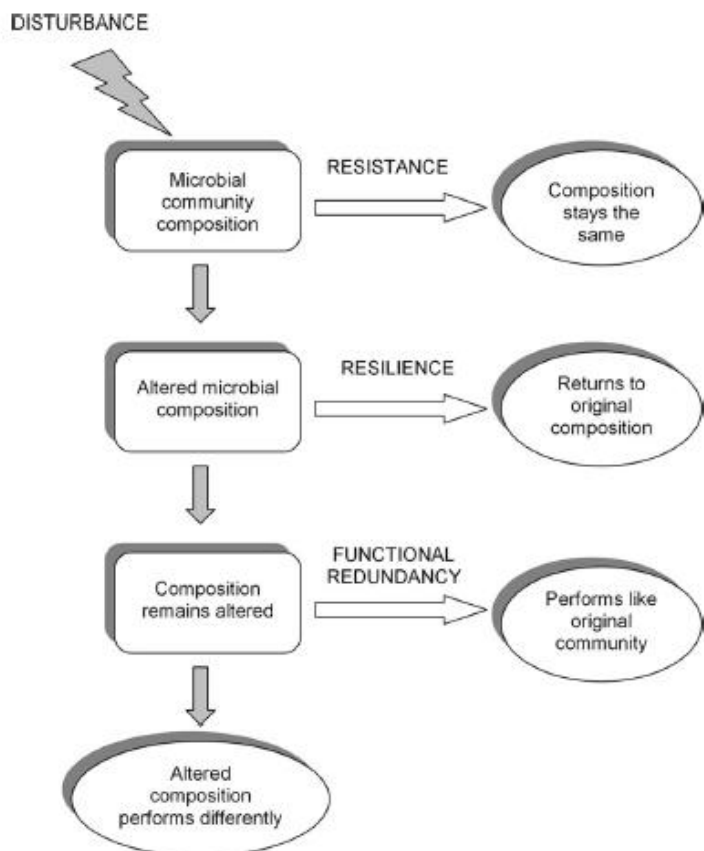 DISTURBANCE
Microbial
community
composition
RESISTANCE
Composition
stays the
same
Altered microbial
composition
RESILIENCE
Returns to
original
composition
Composition
remains altered
FUNCTIONAL
REDUNDANCY
Performs like
original
community
Altered
composition
performs differently